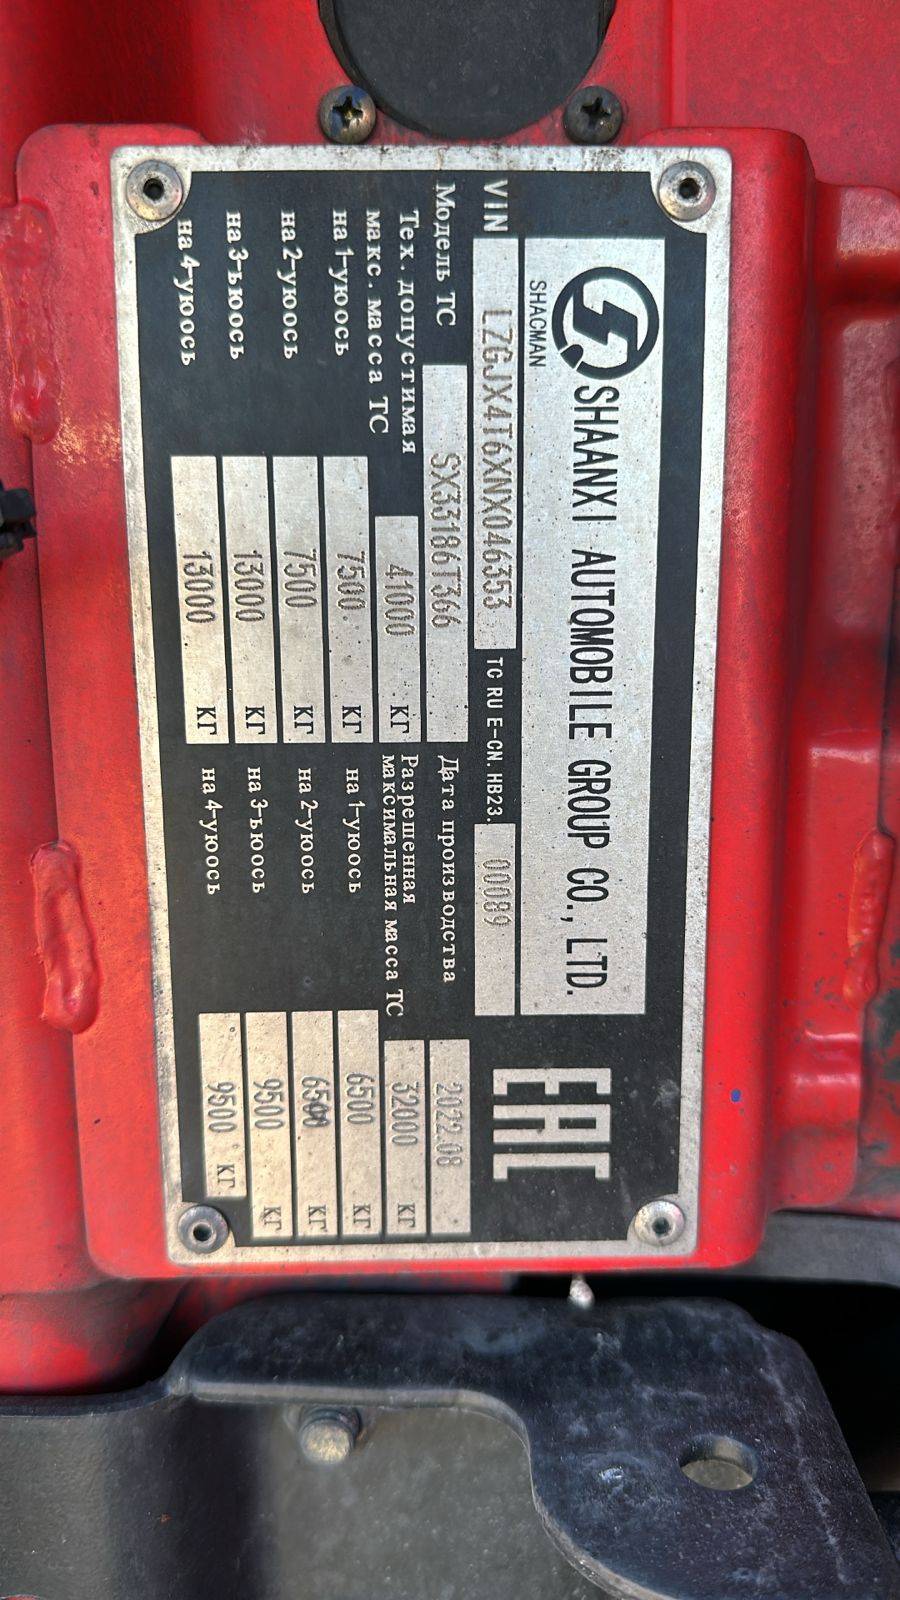 SHAANXI AUTOMOBILE GROUP CO., LTD.
SHACMAN
VIN LZGJX4T6XNX046353 TC RU E-CN.HB23. 00089
EAC
Модель ТС SX33186T366 Дата производства 2022.08
Тех. допустимая макс. масса ТС 41000 КГ Разрешенная максимальная масса ТС 32000 КГ
на 1-уюось 7500 КГ на 1-уюось 6500 КГ
на 2-уюось 7500 КГ на 2-уюось 6500 КГ
на 3-ьюось 13000 КГ на 3-ьюось 9500 КГ
на 4-уюось 13000 КГ на 4-уюось 9500 КГ